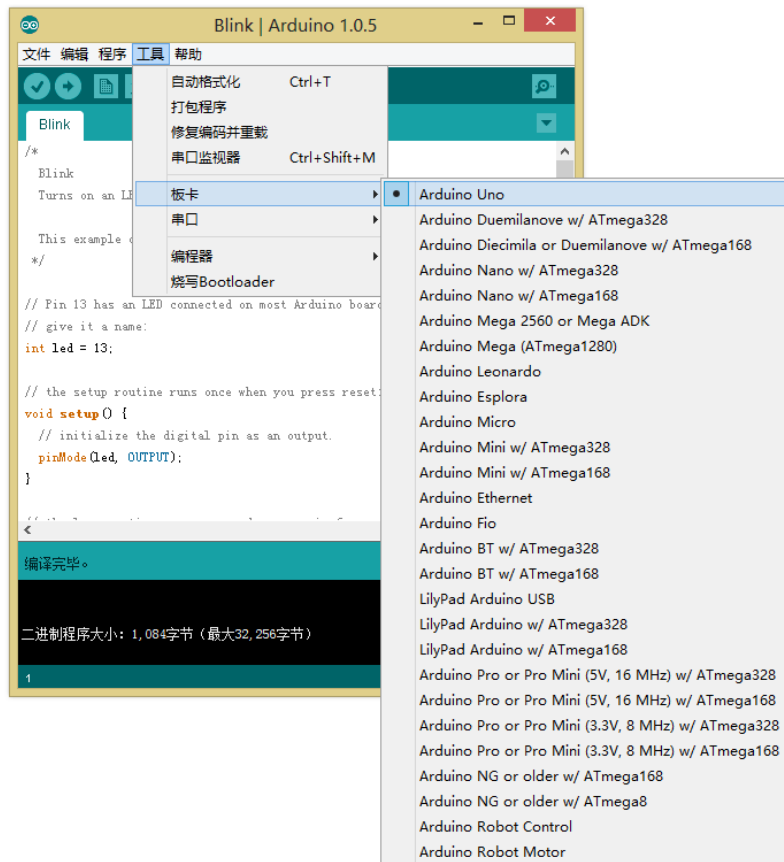 Blink | Arduino 1.0.5
文件 编辑 程序 工具 帮助
自动格式化 Ctrl+T
打包程序
修复编码并重载
串口监视器 Ctrl+Shift+M
板卡
串口
编程器
烧写Bootloader
Blink
/*
Blink
Turns on an
This example
*/
// Pin 13 has an LED connected on most Arduino
// give it a name:
int led = 13;
// the setup routine runs once when you press reset:
void setup() {
// initialize the digital pin as an output.
pinMode(led, OUTPUT);
}
编译完毕。
二进制程序大小: 1,084字节（最大32,256字节）
1
Arduino Uno
Arduino Duemilanove w/ ATmega328
Arduino Diecimila or Duemilanove w/ ATmega168
Arduino Nano w/ ATmega328
Arduino Nano w/ ATmega168
Arduino Mega 2560 or Mega ADK
Arduino Mega (ATmega1280)
Arduino Leonardo
Arduino Esplora
Arduino Micro
Arduino Mini w/ ATmega328
Arduino Mini w/ ATmega168
Arduino Ethernet
Arduino Fio
Arduino BT w/ ATmega328
Arduino BT w/ ATmega168
LilyPad Arduino USB
LilyPad Arduino w/ ATmega328
LilyPad Arduino w/ ATmega168
Arduino Pro or Pro Mini (5V, 16 MHz) w/ ATmega328
Arduino Pro or Pro Mini (5V, 16 MHz) w/ ATmega168
Arduino Pro or Pro Mini (3.3V, 8 MHz) w/ ATmega328
Arduino Pro or Pro Mini (3.3V, 8 MHz) w/ ATmega168
Arduino NG or older w/ ATmega168
Arduino NG or older w/ ATmega8
Arduino Robot Control
Arduino Robot Motor